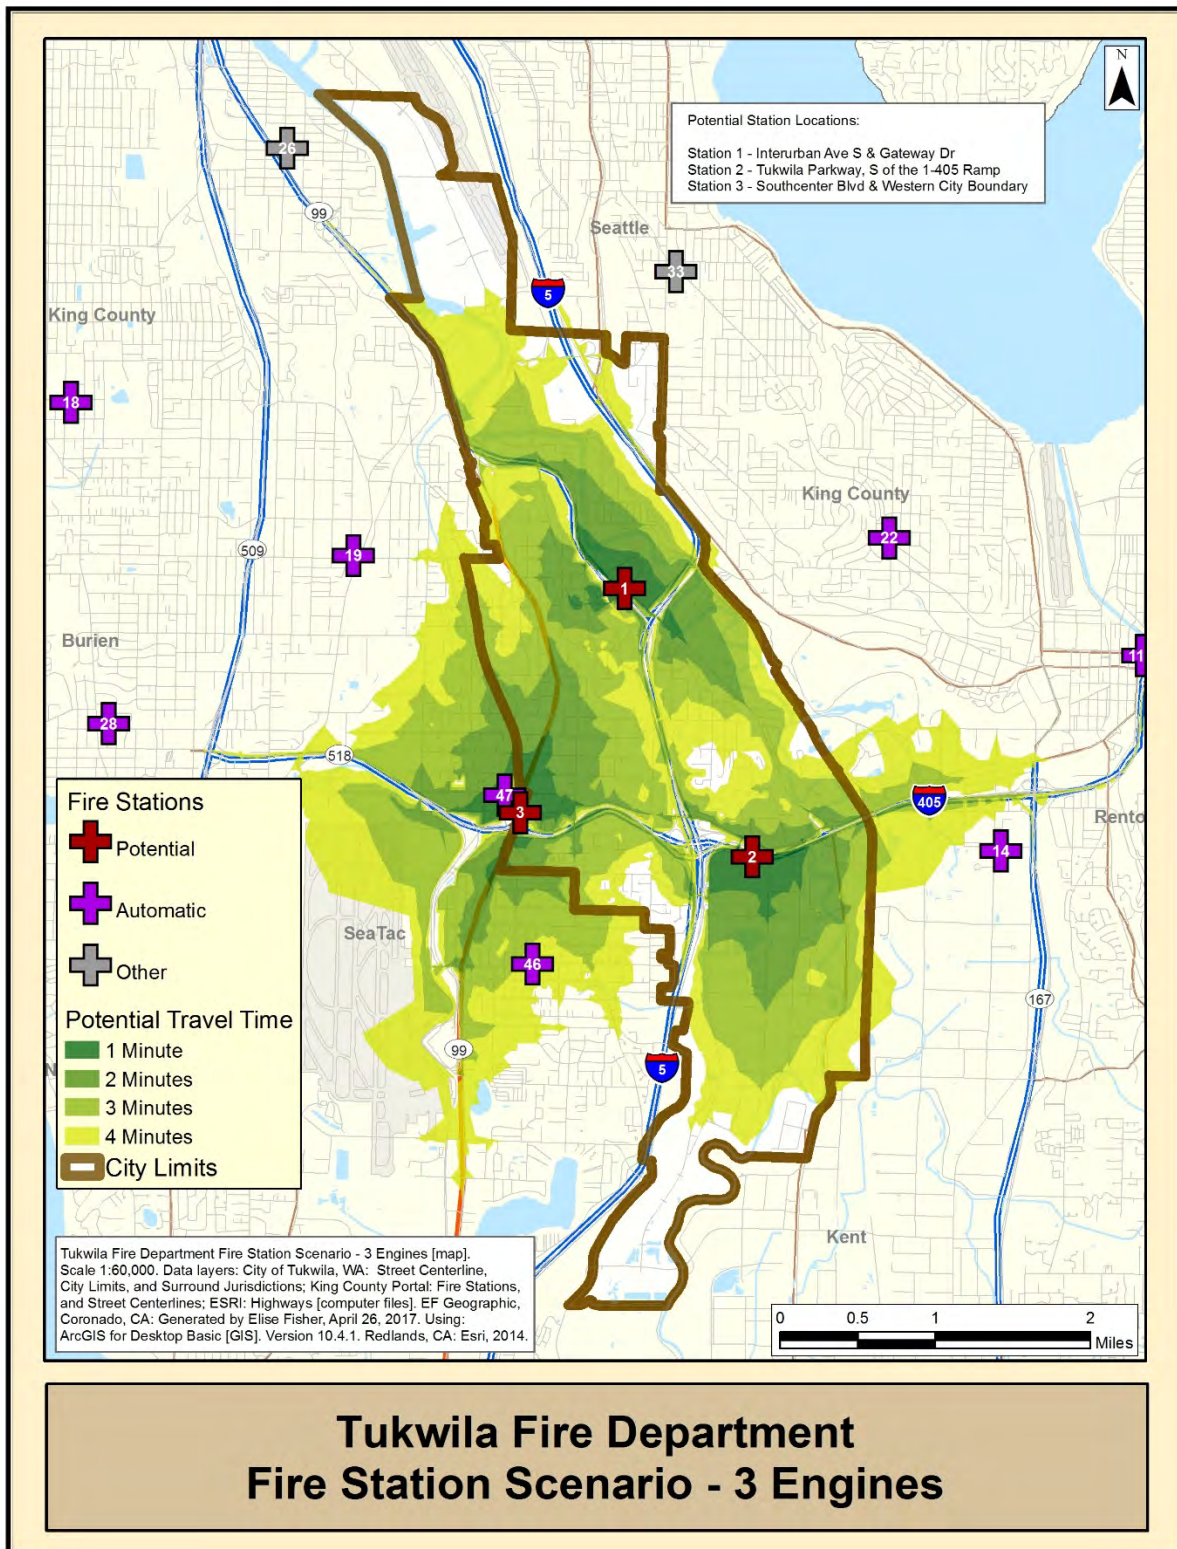 N
Potential Station Locations:
Station 1 - Interurban Ave S & Gateway Dr
Station 2 - Tukwila Parkway, S of the 1-405 Ramp
Station 3 - Southcenter Blvd & Western City Boundary
26
99
Seattle
33
5
King County
18
King County
22
19
509
1
Burien
11
28
518
47
3
405
Rento
2
14
SeaTac
46
167
99
5
N
Kent
Fire Stations
Potential
Automatic
Other
Potential Travel Time
1 Minute
2 Minutes
3 Minutes
4 Minutes
City Limits
Tukwila Fire Department Fire Station Scenario - 3 Engines [map].
Scale 1:60,000. Data layers: City of Tukwila, WA: Street Centerline,
City Limits, and Surround Jurisdictions; King County Portal: Fire Stations,
and Street Centerlines; ESRI: Highways [computer files]. EF Geographic,
Coronado, CA: Generated by Elise Fisher, April 26, 2017. Using:
ArcGIS for Desktop Basic [GIS]. Version 10.4.1. Redlands, CA: Esri, 2014.
0 0.5 1 2
Miles
Tukwila Fire Department
Fire Station Scenario - 3 Engines